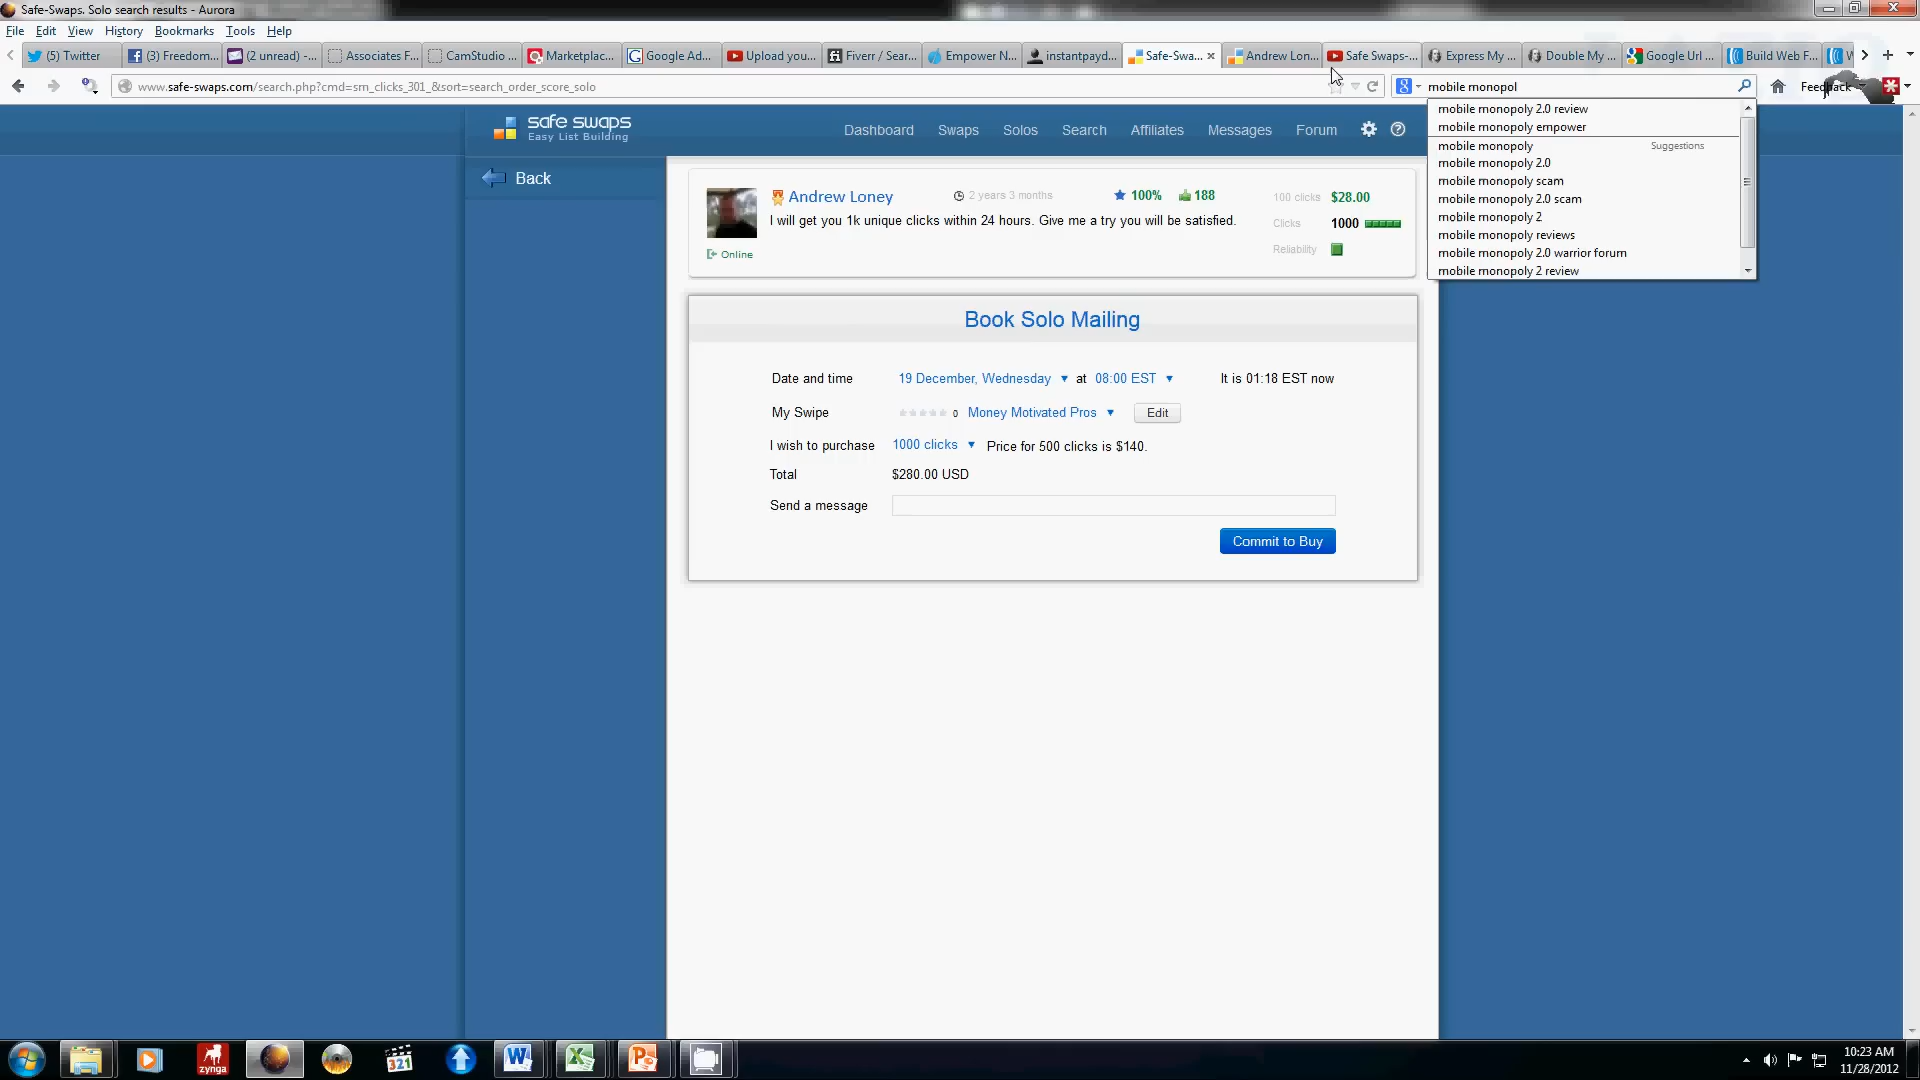 Safe-Swaps. Solo search results - Aurora
File Edit View History Bookmarks Tools Help
(5) Twitter (3) Freedom... (2 unread) -... Associates F... CamStudio ... Marketplac... Google Ad... Upload you... Fiverr / Sear... Empower N... instantpayd... Safe-Swa... Andrew Lon... Safe Swaps-... Express My ... Double My ... Google Url ... Build Web F...
www.safe-swaps.com/search.php?cmd=sm_clicks_301_&sort=search_order_score_solo
mobile monopol
Feedback
mobile monopoly 2.0 review
mobile monopoly empower
mobile monopoly Suggestions
mobile monopoly 2.0
mobile monopoly scam
mobile monopoly 2.0 scam
mobile monopoly 2
mobile monopoly reviews
mobile monopoly 2.0 warrior forum
mobile monopoly 2 review
safe swaps
Easy List Building
Dashboard Swaps Solos Search Affiliates Messages Forum
Back
Andrew Loney 2 years 3 months 100% 188
I will get you 1k unique clicks within 24 hours. Give me a try you will be satisfied.
Online
100 clicks $28.00
Clicks 1000
Reliability
Book Solo Mailing
Date and time 19 December, Wednesday at 08:00 EST It is 01:18 EST now
My Swipe 0 Money Motivated Pros Edit
I wish to purchase 1000 clicks Price for 500 clicks is $140.
Total $280.00 USD
Send a message
Commit to Buy
zynga
321
10:23 AM
11/28/2012